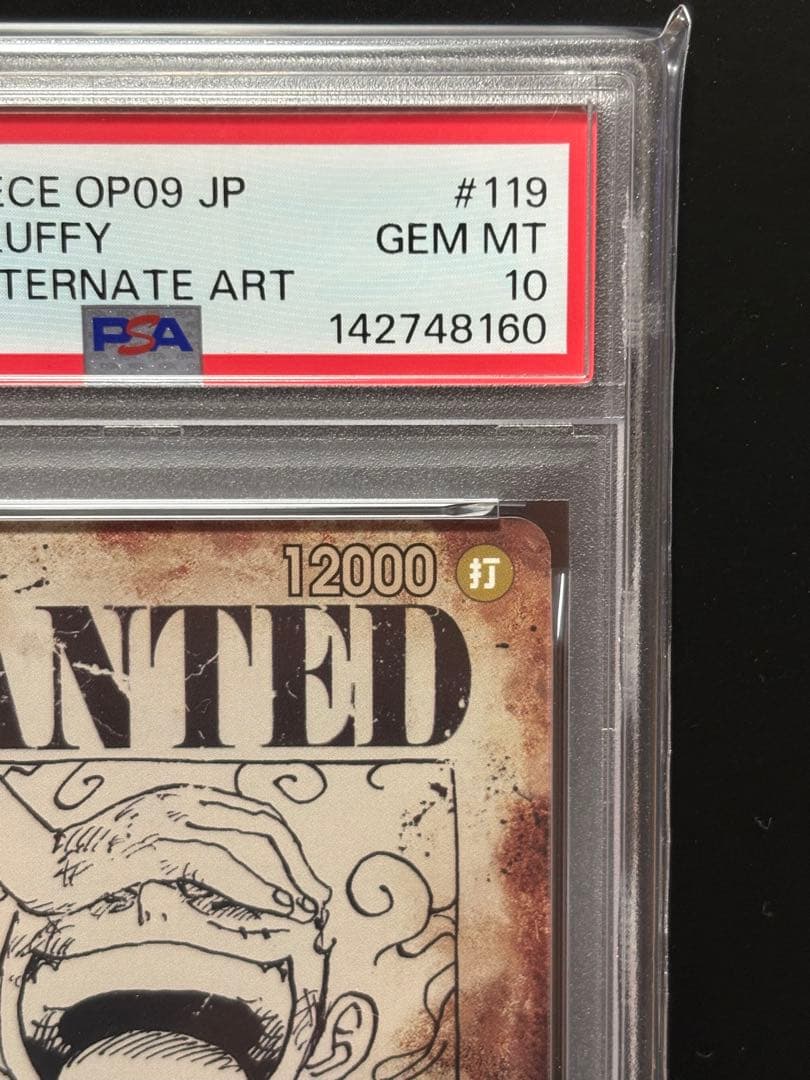 ECE OP09 JP #119
LUFFY GEM MT
TERNATE ART 10
PSA 142748160
12000 打
ANTED